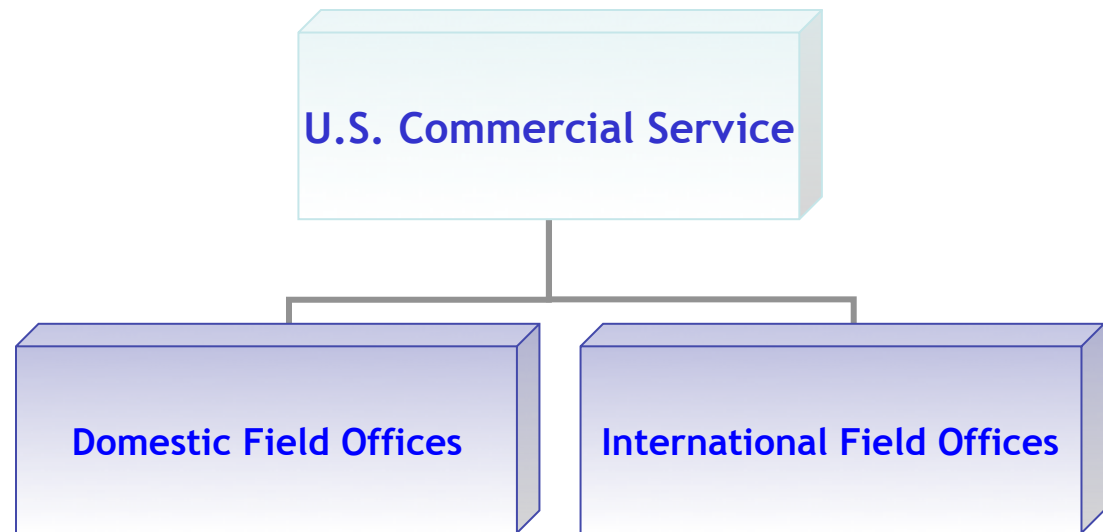 U.S. Commercial Service
Domestic Field Offices
International Field Offices